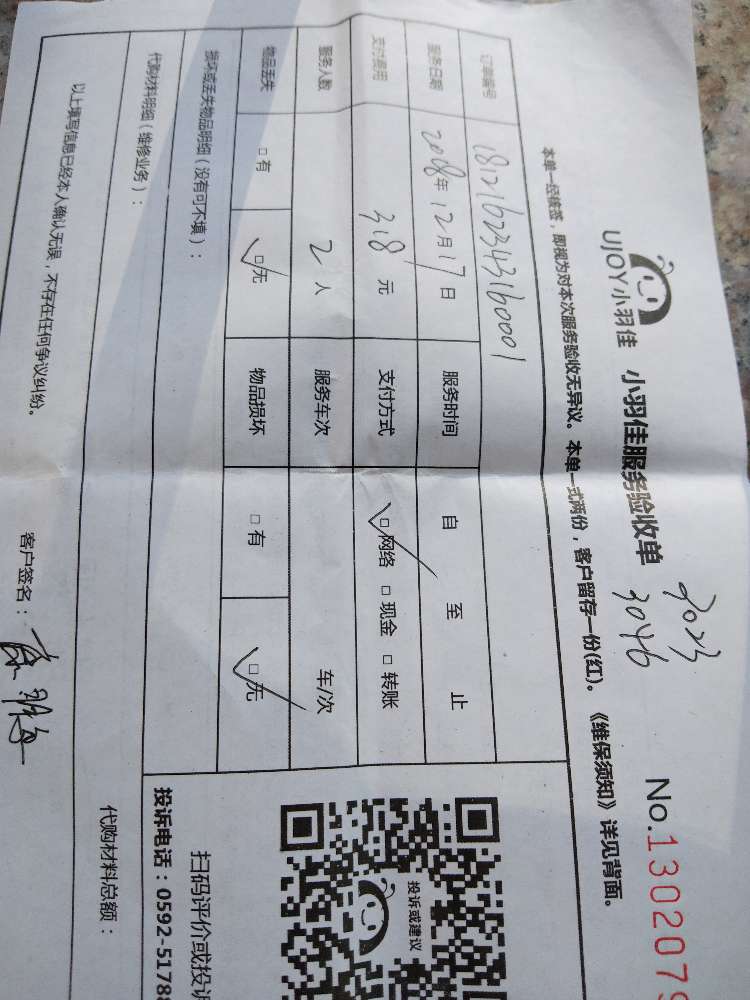 UJOY小羽佳 小羽佳服务验收单
2023
3046
No.1302079
本单一经核签，即视为对本次服务验收无异议。本单一式两份，客户留存一份(红)。《维保须知》详见背面。
订单编号 1812162343160001
服务日期 2018年12月17日 服务时间 自 至 止
支付费用 318元 支付方式 □网络 □现金 □转账
服务人数 2人 服务车次 车/次
物品丢失 □有 □无 物品损坏 □有 □无
损坏或丢失物品明细（没有可不填）：
代购材料明细（维修业务）：
代购材料总额：
以上填写信息已经本人确认无误，不存在任何争议纠纷。
客户签名：
投诉或建议
扫码评价或投诉
投诉电话：0592-5178